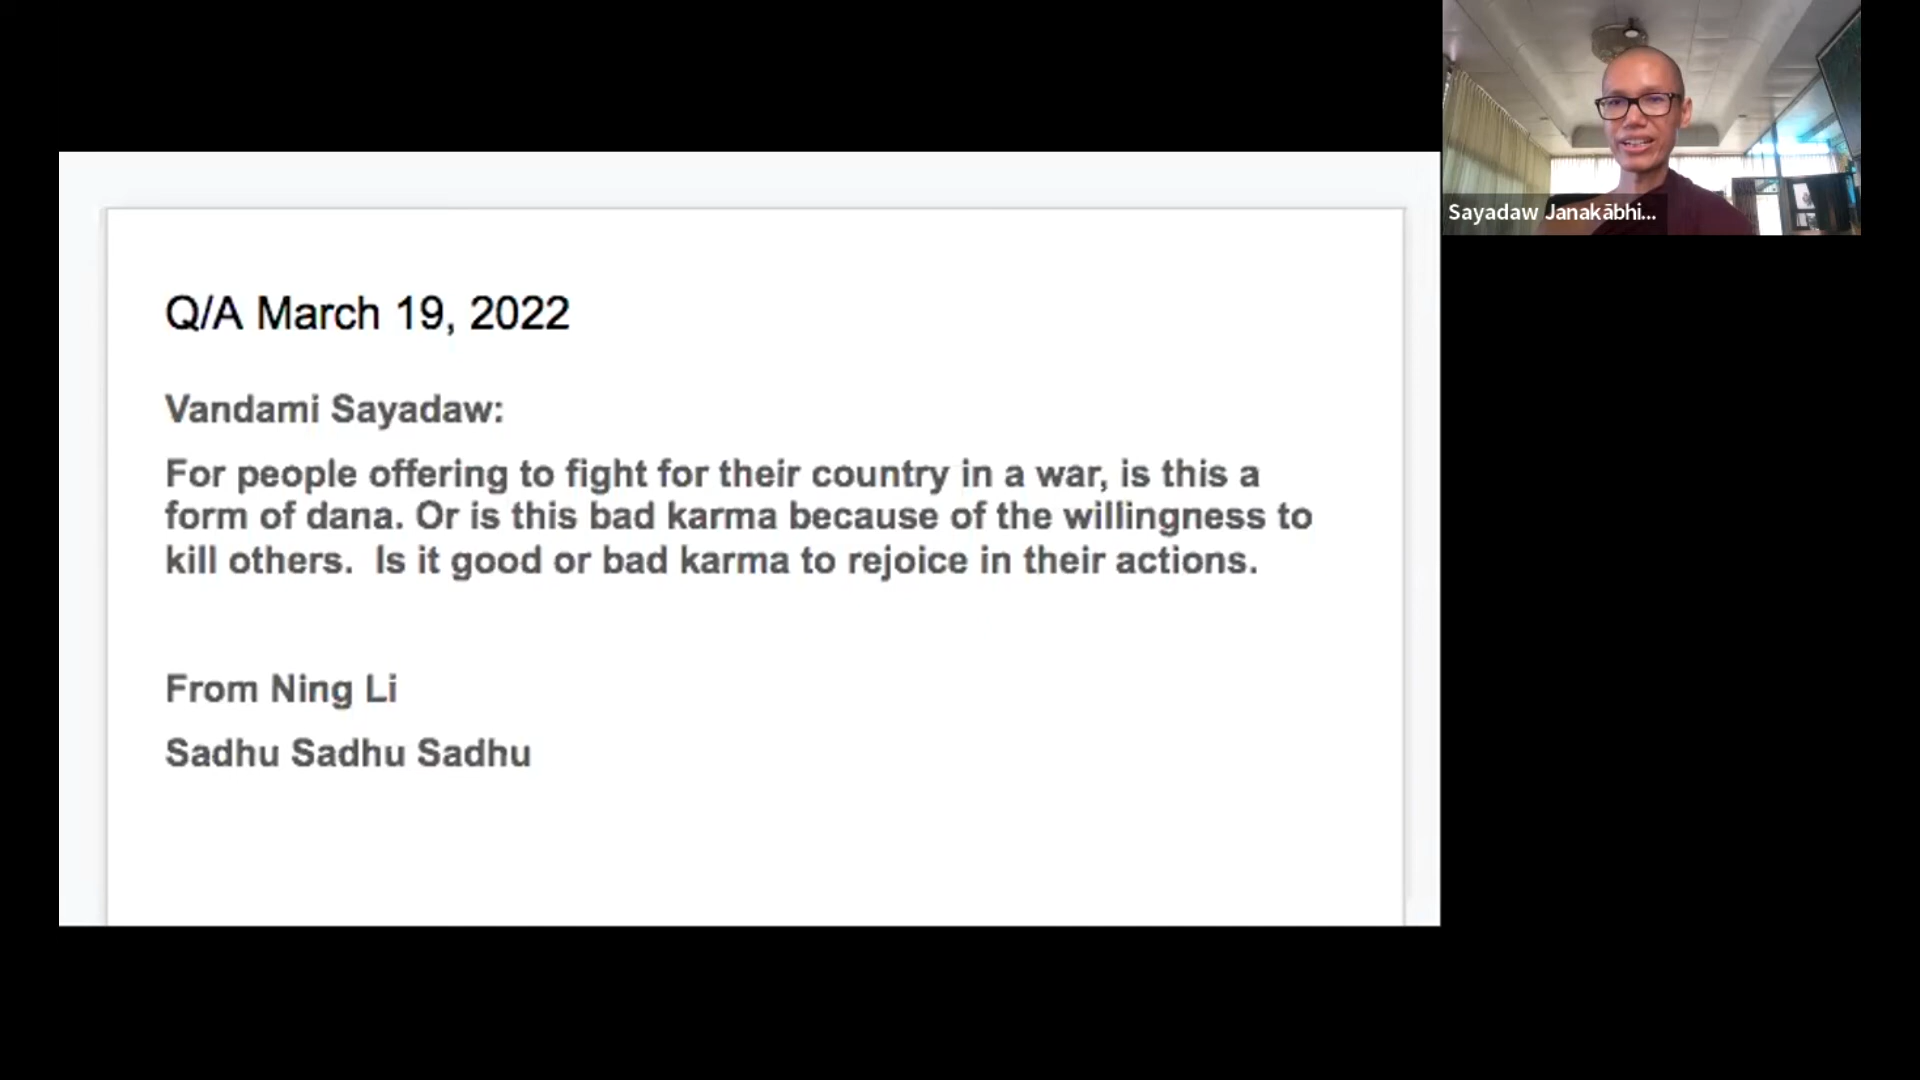 Sayadaw Janakābhi...
Q/A March 19, 2022
Vandami Sayadaw:
For people offering to fight for their country in a war, is this a
form of dana. Or is this bad karma because of the willingness to
kill others.  Is it good or bad karma to rejoice in their actions.
From Ning Li
Sadhu Sadhu Sadhu